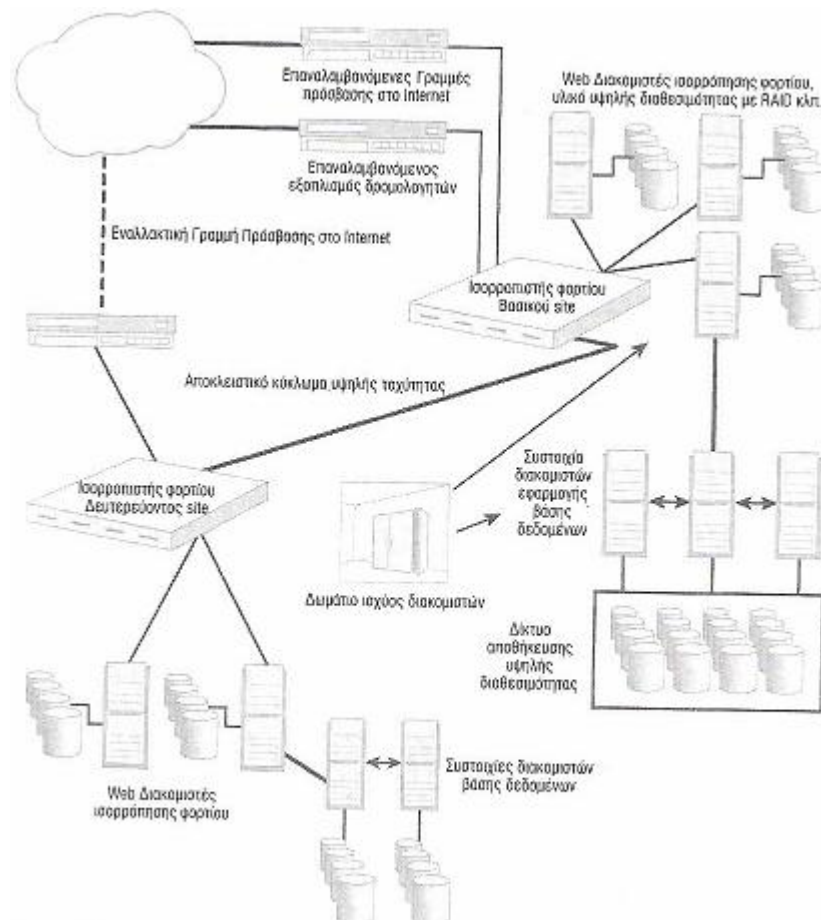 Επαναλαμβανόμενες Γραμμές
πρόσβασης στο Internet
Web Διακομιστές ισορρόπησης φορτίου,
υλικό υψηλής διαθεσιμότητας με RAID κλπ.
Επαναλαμβανόμενος
εξοπλισμός δρομολογητών
Εναλλακτική Γραμμή Πρόσβασης στο Internet
Ισορροπιστής φορτίου
Βασικού site
Αποκλειστικό κύκλωμα υψηλής ταχύτητας
Ισορροπιστής φορτίου
Δευτερεύοντος site
Συστοιχία
διακομιστών
εφαρμογής
βάσης
δεδομένων
Δωμάτιο ισχύος διακομιστών
Δίκτυο
αποθήκευσης
υψηλής
διαθεσιμότητας
Web Διακομιστές
ισορρόπησης φορτίου
Συστοιχίες διακομιστών
βάσης δεδομένων